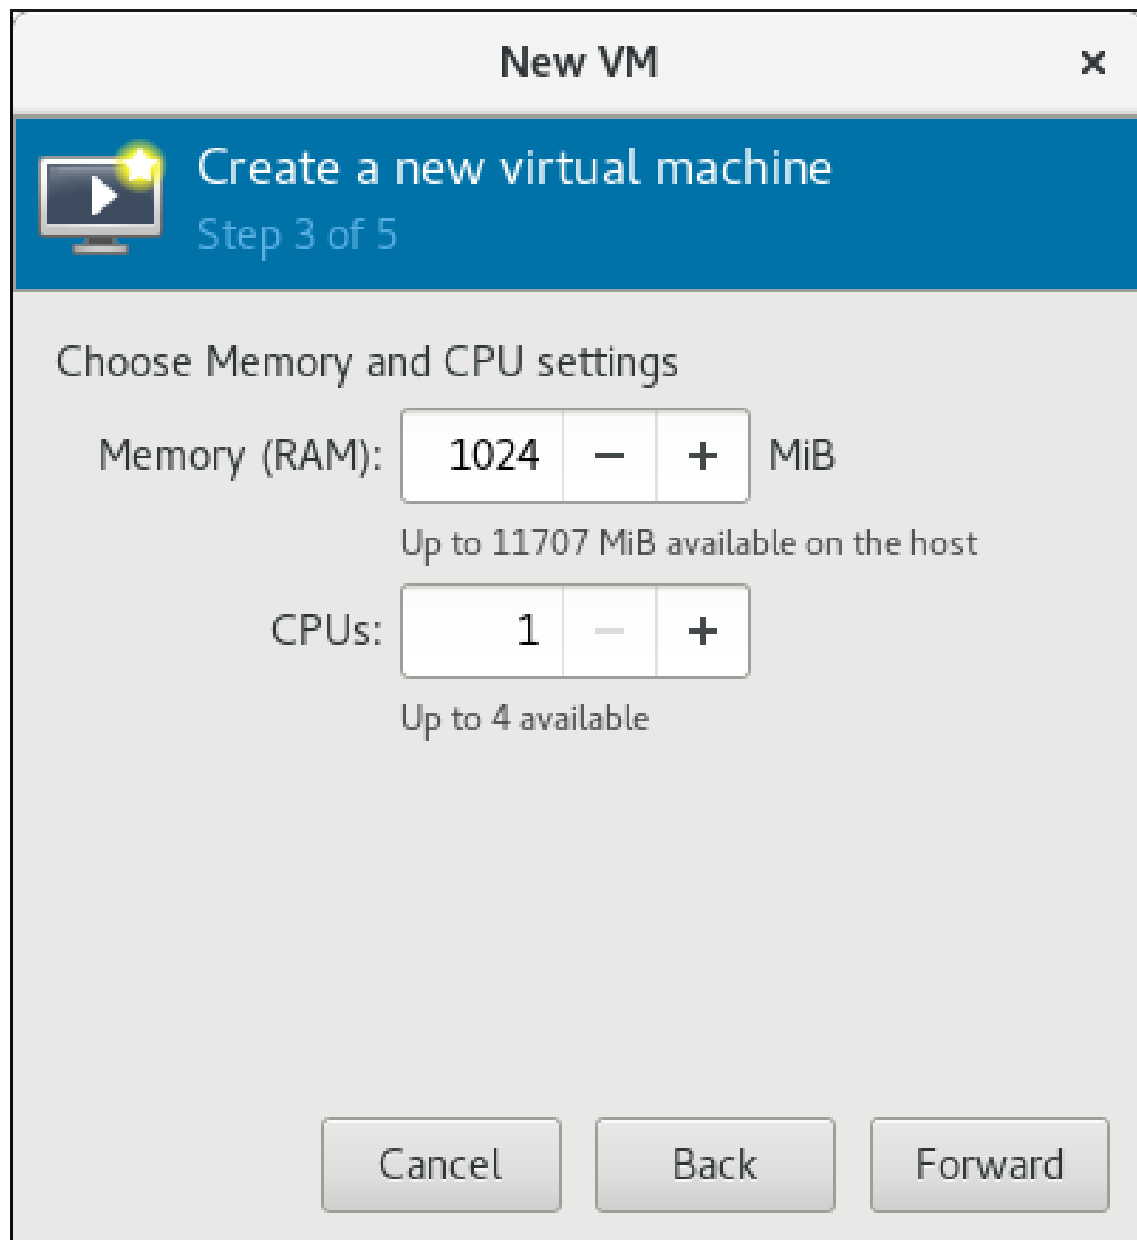 New VM
Create a new virtual machine
Step 3 of 5
Choose Memory and CPU settings
Memory (RAM): 1024 − + MiB
Up to 11707 MiB available on the host
CPUs: 1 − +
Up to 4 available
Cancel Back Forward